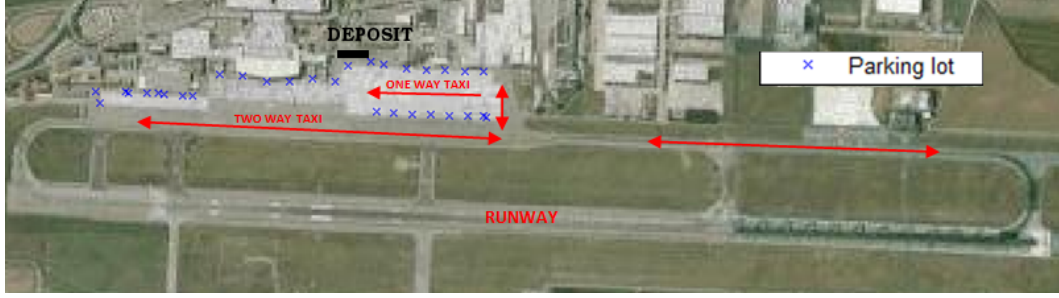 DEPOSIT
× Parking lot
ONE WAY TAXI
TWO WAY TAXI
RUNWAY